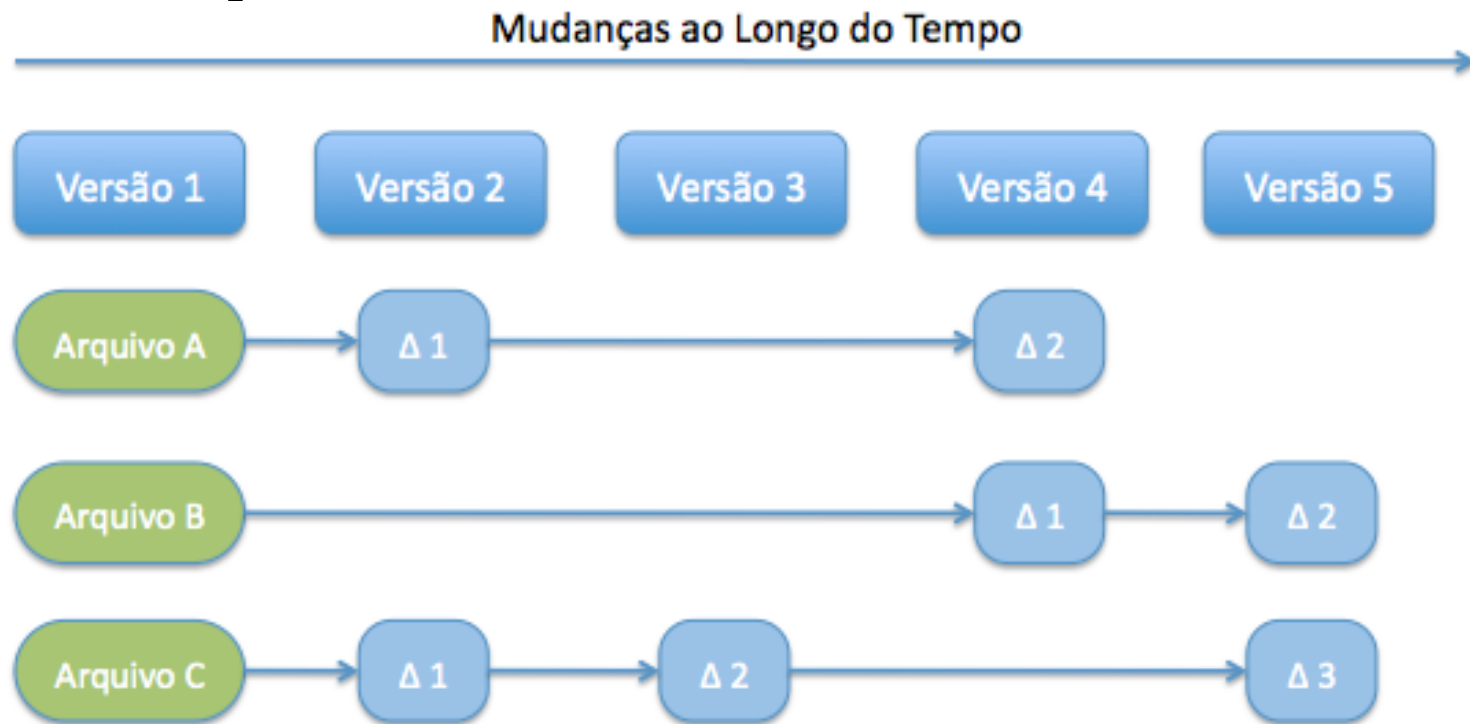 Mudanças ao Longo do Tempo
Versão 1 Versão 2 Versão 3 Versão 4 Versão 5
Arquivo A Δ 1 Δ 2
Arquivo B Δ 1 Δ 2
Arquivo C Δ 1 Δ 2 Δ 3